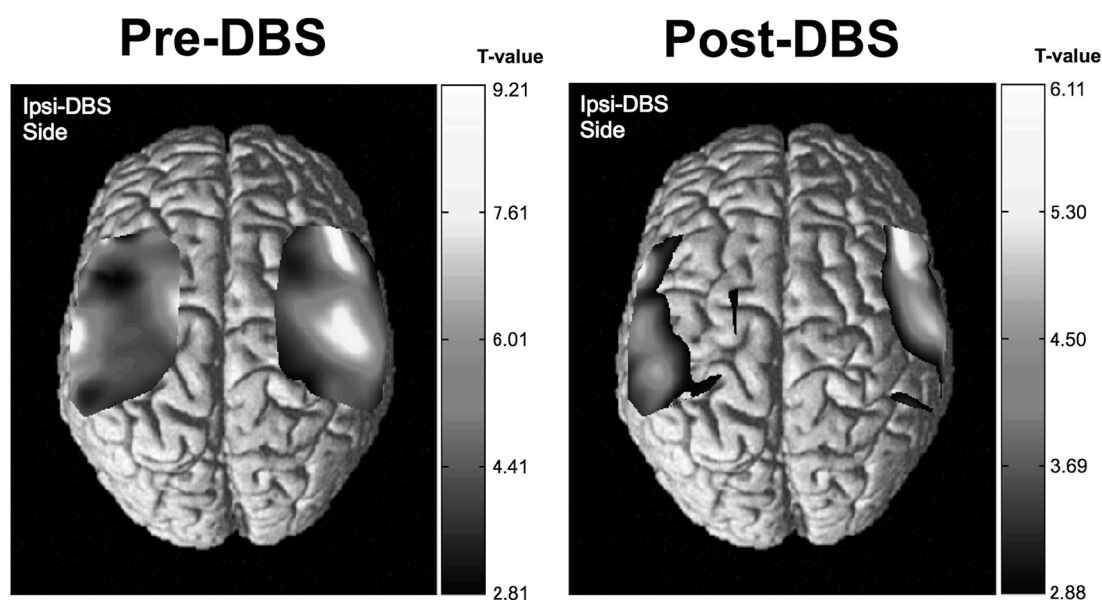 Pre-DBS
T-value
Ipsi-DBS
Side
9.21
7.61
6.01
4.41
2.81
Post-DBS
T-value
Ipsi-DBS
Side
6.11
5.30
4.50
3.69
2.88